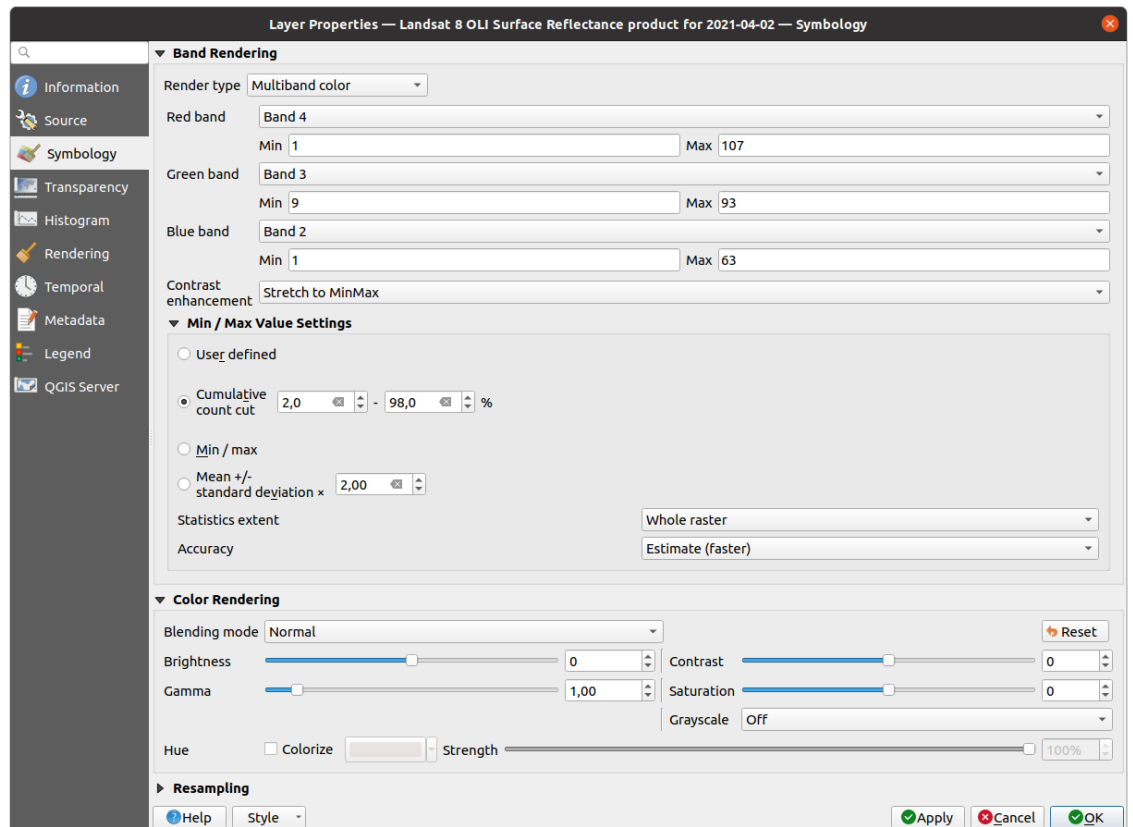 Layer Properties — Landsat 8 OLI Surface Reflectance product for 2021-04-02 — Symbology
Information
Source
Symbology
Transparency
Histogram
Rendering
Temporal
Metadata
Legend
QGIS Server
Band Rendering
Render type Multiband color
Red band Band 4
Min 1 Max 107
Green band Band 3
Min 9 Max 93
Blue band Band 2
Min 1 Max 63
Contrast
enhancement Stretch to MinMax
Min / Max Value Settings
User defined
Cumulative
count cut 2,0 - 98,0 %
Min / max
Mean +/-
standard deviation × 2,00
Statistics extent Whole raster
Accuracy Estimate (faster)
Color Rendering
Blending mode Normal Reset
Brightness 0 Contrast 0
Gamma 1,00 Saturation 0
Grayscale Off
Hue Colorize Strength 100%
Resampling
Help Style Apply Cancel OK